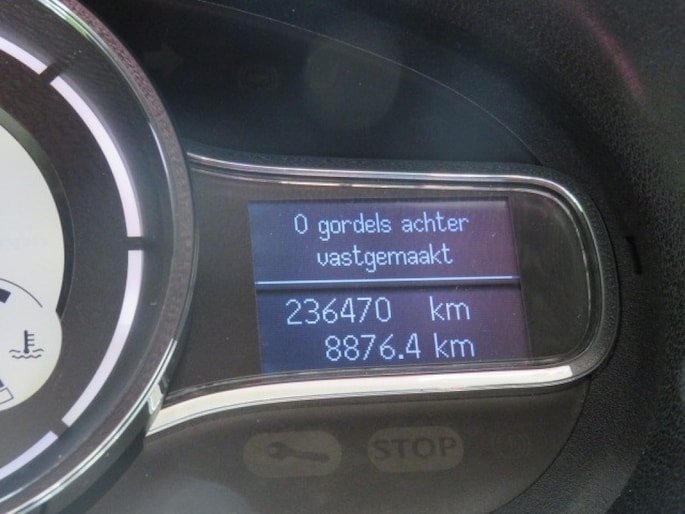 0 gordels achter
vastgemaakt
236470 km
8876.4 km
STOP